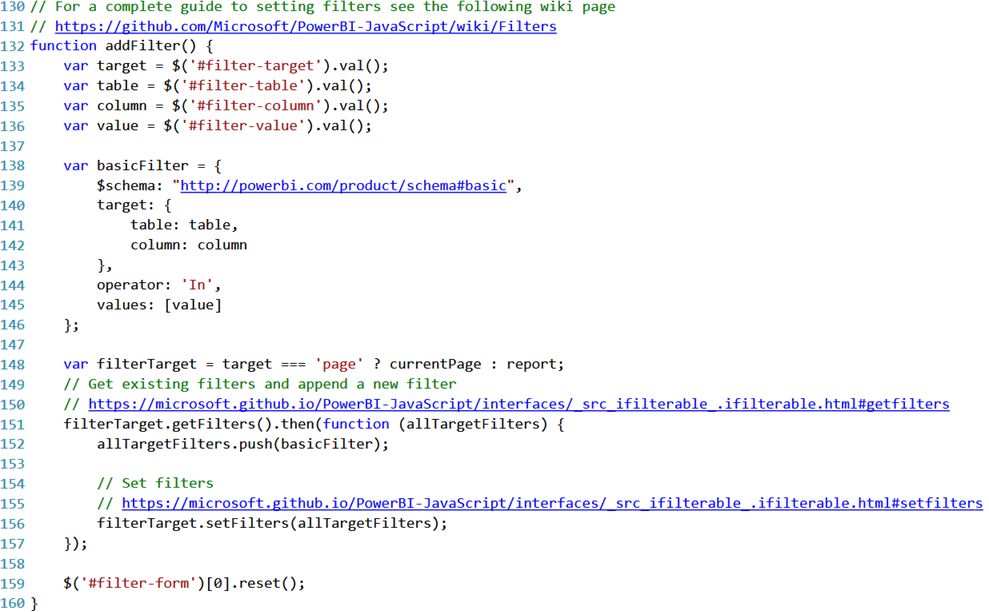 130 // For a complete guide to setting filters see the following wiki page
131 // https://github.com/Microsoft/PowerBI-JavaScript/wiki/Filters
132 function addFilter() {
133     var target = $('#filter-target').val();
134     var table = $('#filter-table').val();
135     var column = $('#filter-column').val();
136     var value = $('#filter-value').val();
137
138     var basicFilter = {
139         $schema: "http://powerbi.com/product/schema#basic",
140         target: {
141             table: table,
142             column: column
143         },
144         operator: 'In',
145         values: [value]
146     };
147
148     var filterTarget = target === 'page' ? currentPage : report;
149     // Get existing filters and append a new filter
150     // https://microsoft.github.io/PowerBI-JavaScript/interfaces/_src_ifilterable_.ifilterable.html#getfilters
151     filterTarget.getFilters().then(function (allTargetFilters) {
152         allTargetFilters.push(basicFilter);
153
154         // Set filters
155         // https://microsoft.github.io/PowerBI-JavaScript/interfaces/_src_ifilterable_.ifilterable.html#setfilters
156         filterTarget.setFilters(allTargetFilters);
157     });
158
159     $('#filter-form')[0].reset();
160 }